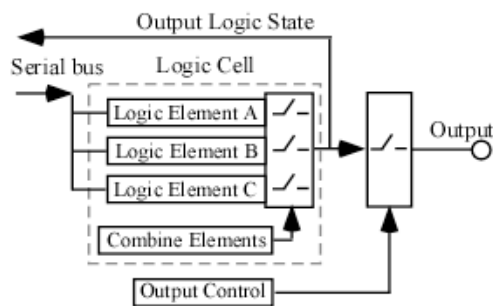 Output Logic State
Serial bus
Logic Cell
Logic Element A
Logic Element B
Logic Element C
Combine Elements
Output
Output Control